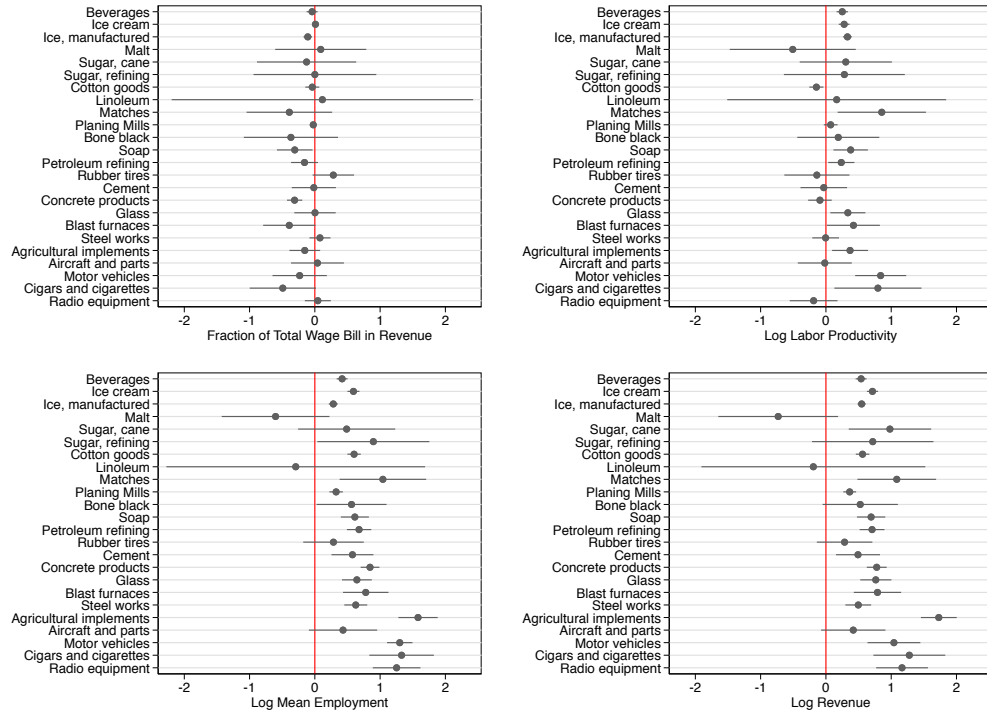 Beverages
Ice cream
Ice, manufactured
Malt
Sugar, cane
Sugar, refining
Cotton goods
Linoleum
Matches
Planing Mills
Bone black
Soap
Petroleum refining
Rubber tires
Cement
Concrete products
Glass
Blast furnaces
Steel works
Agricultural implements
Aircraft and parts
Motor vehicles
Cigars and cigarettes
Radio equipment
-2 -1 0 1 2
Fraction of Total Wage Bill in Revenue
Beverages
Ice cream
Ice, manufactured
Malt
Sugar, cane
Sugar, refining
Cotton goods
Linoleum
Matches
Planing Mills
Bone black
Soap
Petroleum refining
Rubber tires
Cement
Concrete products
Glass
Blast furnaces
Steel works
Agricultural implements
Aircraft and parts
Motor vehicles
Cigars and cigarettes
Radio equipment
-2 -1 0 1 2
Log Labor Productivity
Beverages
Ice cream
Ice, manufactured
Malt
Sugar, cane
Sugar, refining
Cotton goods
Linoleum
Matches
Planing Mills
Bone black
Soap
Petroleum refining
Rubber tires
Cement
Concrete products
Glass
Blast furnaces
Steel works
Agricultural implements
Aircraft and parts
Motor vehicles
Cigars and cigarettes
Radio equipment
-2 -1 0 1 2
Log Mean Employment
Beverages
Ice cream
Ice, manufactured
Malt
Sugar, cane
Sugar, refining
Cotton goods
Linoleum
Matches
Planing Mills
Bone black
Soap
Petroleum refining
Rubber tires
Cement
Concrete products
Glass
Blast furnaces
Steel works
Agricultural implements
Aircraft and parts
Motor vehicles
Cigars and cigarettes
Radio equipment
-2 -1 0 1 2
Log Revenue